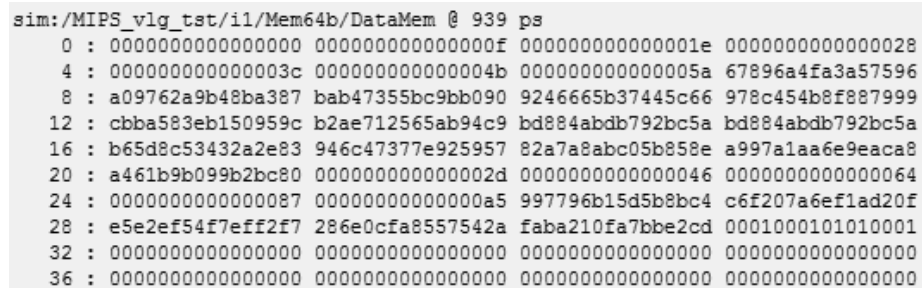 sim:/MIPS_vlg_tst/i1/Mem64b/DataMem @ 939 ps
0 : 0000000000000000 000000000000000f 000000000000001e 0000000000000028
4 : 000000000000003c 000000000000004b 000000000000005a 67896a4fa3a57596
8 : a09762a9b48ba387 bab47355bc9bb090 9246665b37445c66 978c454b8f887999
12 : cbba583eb150959c b2ae712565ab94c9 bd884abdb792bc5a bd884abdb792bc5a
16 : b65d8c53432a2e83 946c47377e925957 82a7a8abc05b858e a997a1aa6e9eaca8
20 : a461b9b099b2bc80 000000000000002d 0000000000000046 0000000000000064
24 : 0000000000000087 00000000000000a5 997796b15d5b8bc4 c6f207a6ef1ad20f
28 : e5e2ef54f7eff2f7 286e0cfa8557542a faba210fa7bbe2cd 0001000101010001
32 : 0000000000000000 0000000000000000 0000000000000000 0000000000000000
36 : 0000000000000000 0000000000000000 0000000000000000 0000000000000000